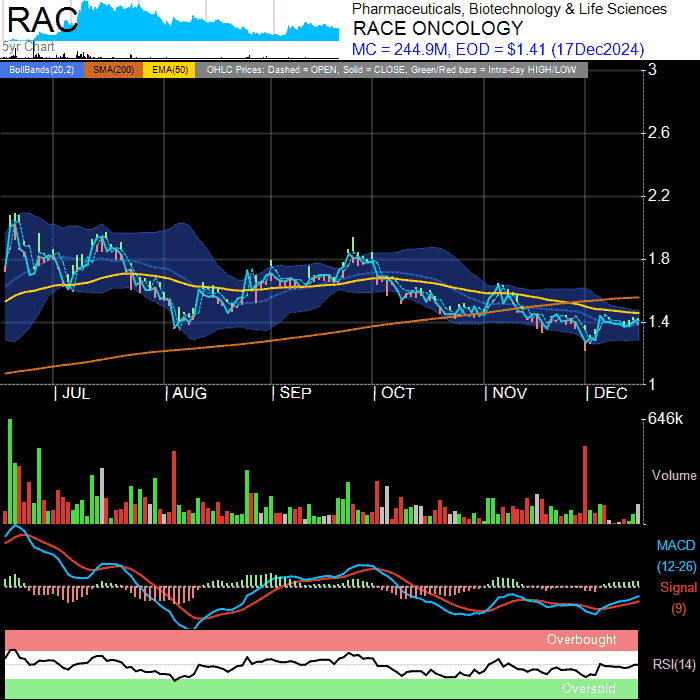 RAC
5yr Chart
Pharmaceuticals, Biotechnology & Life Sciences
RACE ONCOLOGY
MC = 244.9M, EOD = $1.41 (17Dec2024)
BollBands(20,2) SMA(200) EMA(50) OHLC Prices: Dashed = OPEN, Solid = CLOSE, Green/Red bars = Intra-day HIGH/LOW
3
2.6
2.2
1.8
1.4
1
JUL AUG SEP OCT NOV DEC
646k
Volume
MACD
(12-26)
Signal
(9)
Overbought
RSI(14)
Oversold